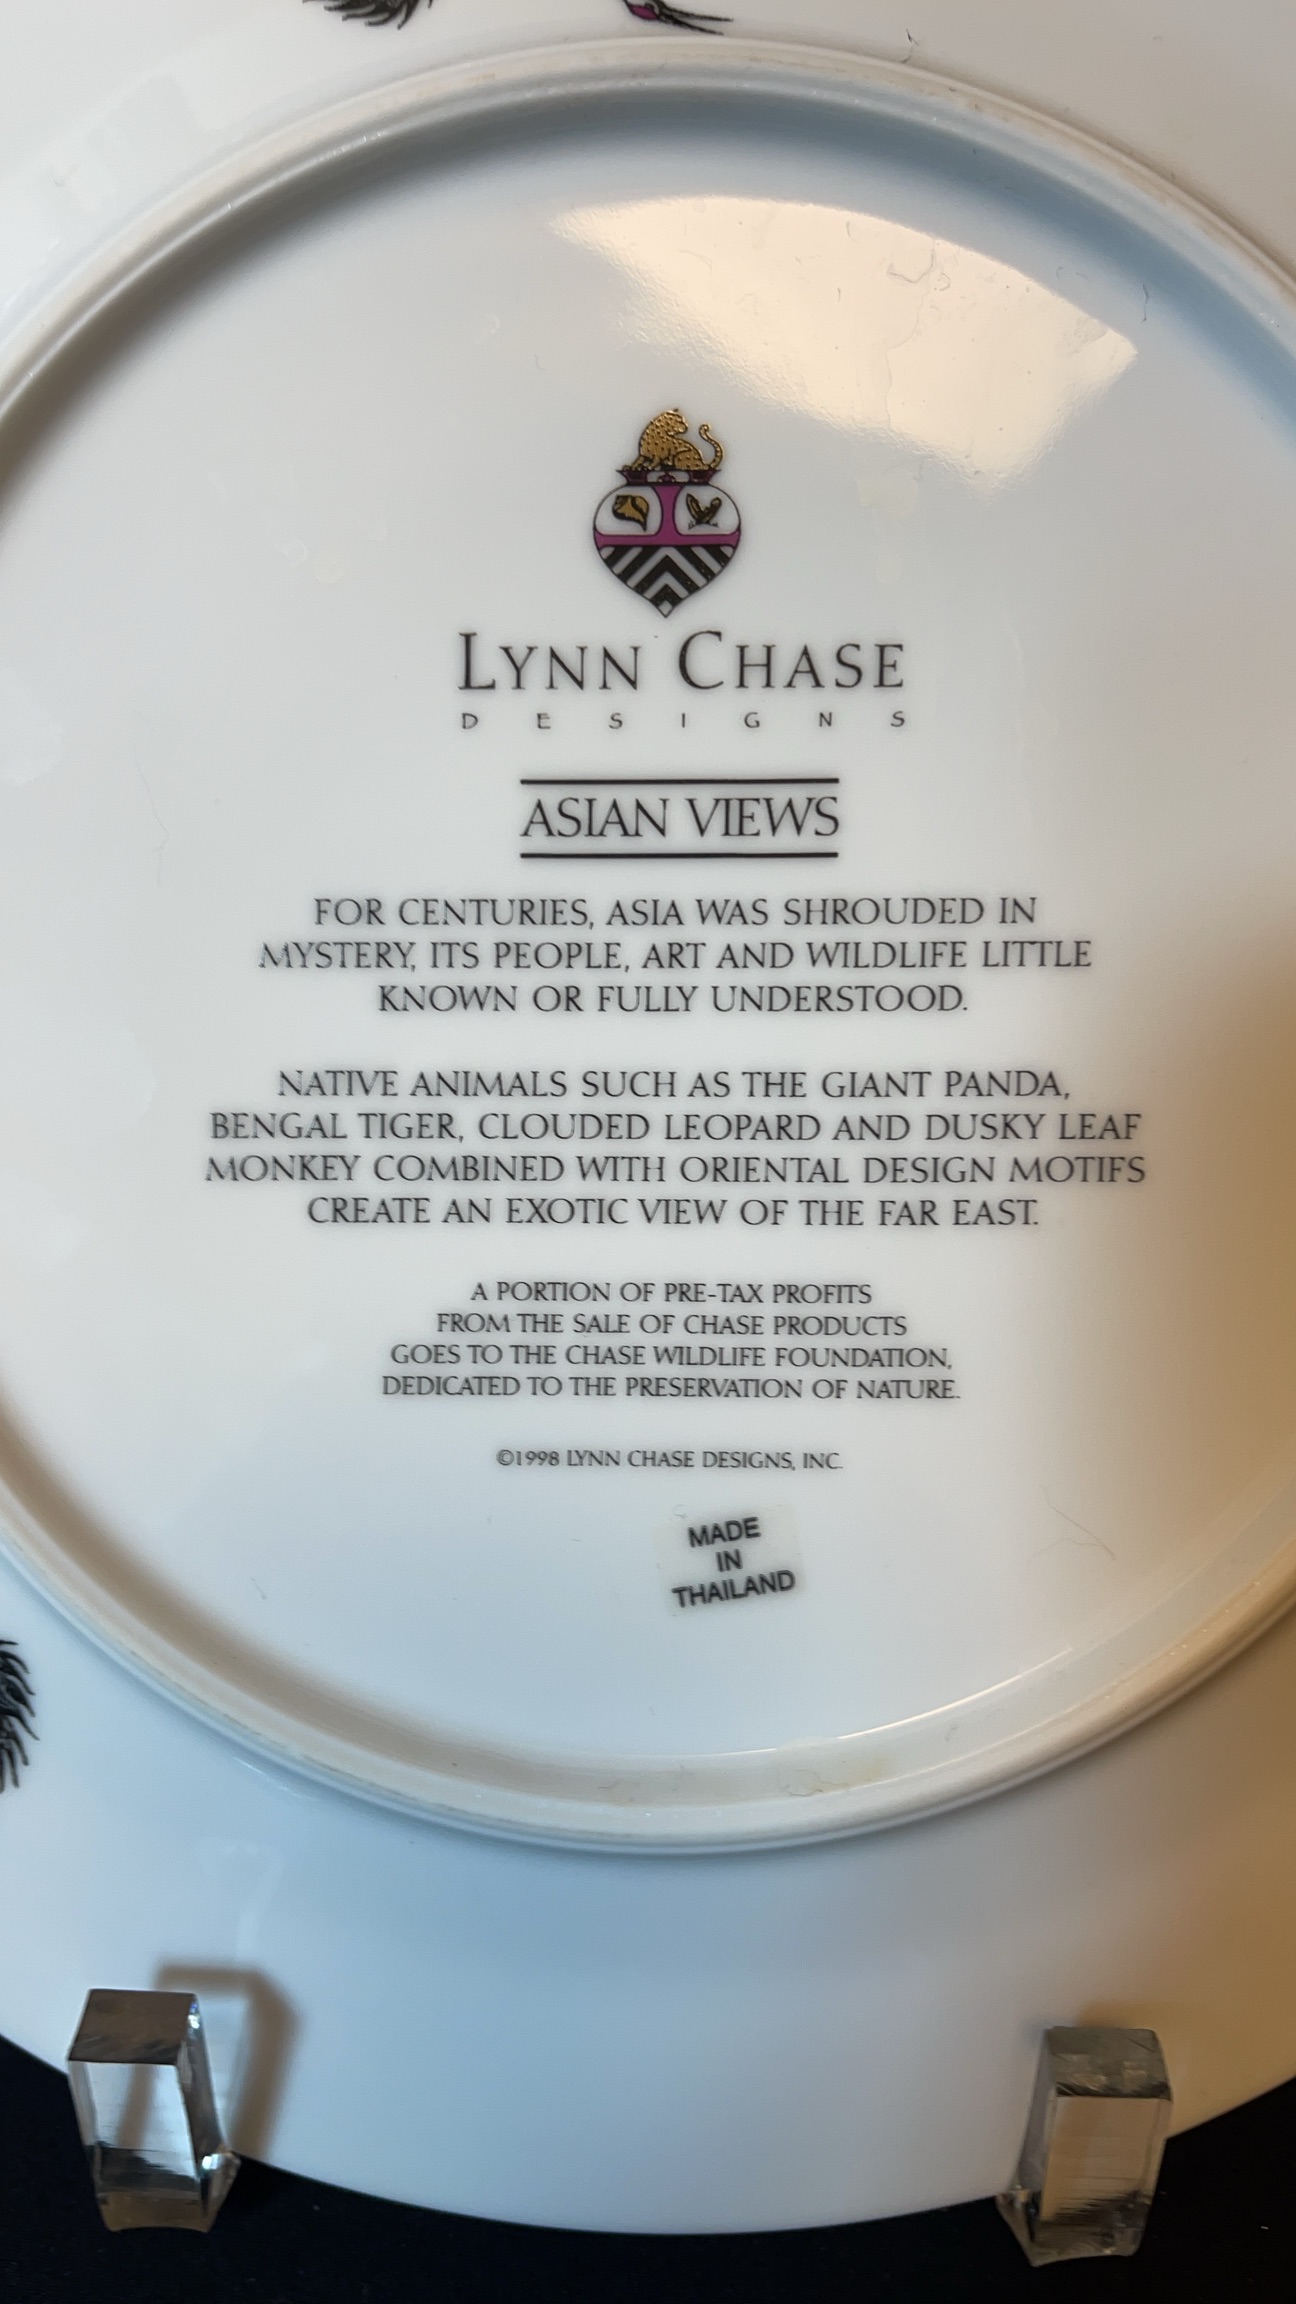 LYNN CHASE
DESIGNS
ASIAN VIEWS
FOR CENTURIES, ASIA WAS SHROUDED IN
MYSTERY, ITS PEOPLE, ART AND WILDLIFE LITTLE
KNOWN OR FULLY UNDERSTOOD.
NATIVE ANIMALS SUCH AS THE GIANT PANDA,
BENGAL TIGER, CLOUDED LEOPARD AND DUSKY LEAF
MONKEY COMBINED WITH ORIENTAL DESIGN MOTIFS
CREATE AN EXOTIC VIEW OF THE FAR EAST.
A PORTION OF PRE-TAX PROFITS
FROM THE SALE OF CHASE PRODUCTS
GOES TO THE CHASE WILDLIFE FOUNDATION,
DEDICATED TO THE PRESERVATION OF NATURE.
©1998 LYNN CHASE DESIGNS, INC.
MADE
IN
THAILAND